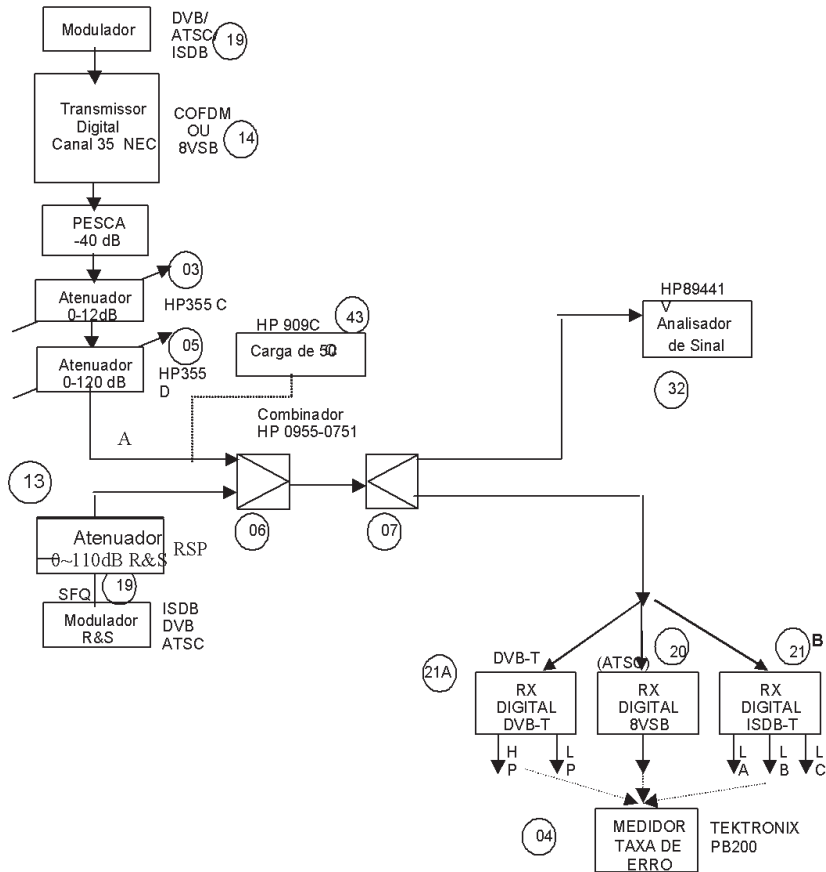 Modulador
DVB/
ATSC/
ISDB
19
Transmissor
Digital
Canal 35 NEC
COFDM
OU
8VSB
14
PESCA
-40 dB
03
Atenuador
0-12dB
HP355 C
05
Atenuador
0-120 dB
HP355
D
HP 909C
43
Carga de 50
HP89441
V
Analisador
de Sinal
32
A
Combinador
HP 0955-0751
13
06
07
Atenuador
0~110dB R&S
RSP
SFQ
19
Modulador
R&S
ISDB
DVB
ATSC
DVB-T
21A
(ATSC)
20
21
B
RX
DIGITAL
DVB-T
RX
DIGITAL
8VSB
RX
DIGITAL
ISDB-T
H
P
L
P
L
A
L
B
L
C
04
MEDIDOR
TAXA DE
ERRO
TEKTRONIX
PB200